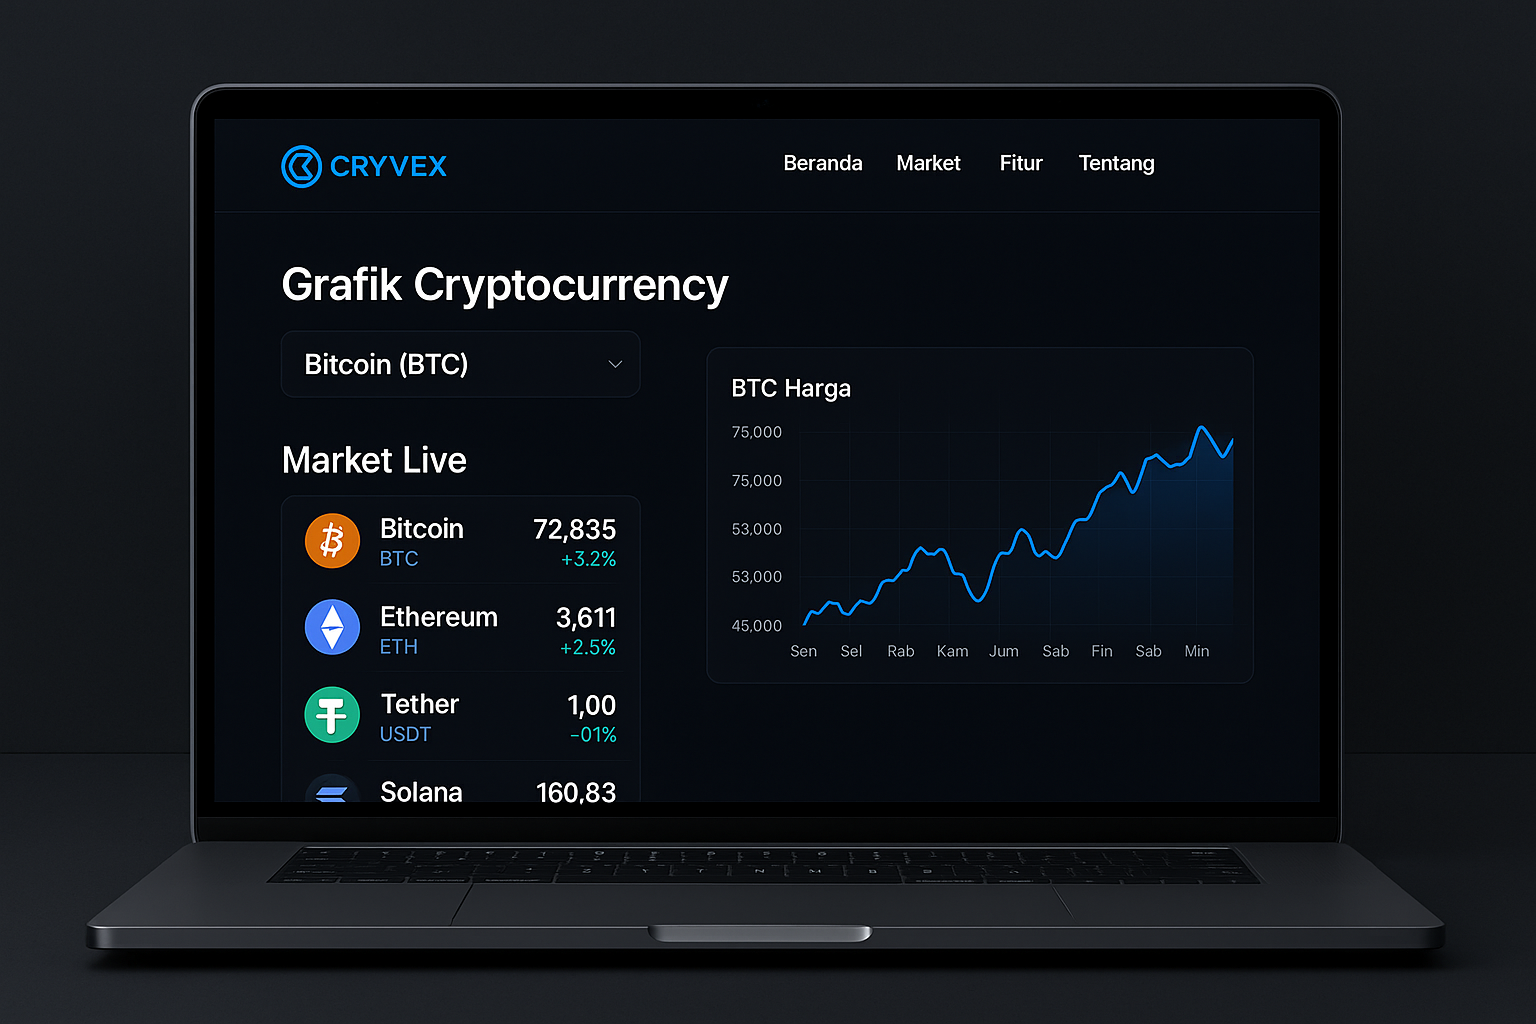 CRYVEX
Beranda Market Fitur Tentang
Grafik Cryptocurrency
Bitcoin (BTC)
Market Live
Bitcoin 72,835
BTC +3.2%
Ethereum 3,611
ETH +2.5%
Tether 1,00
USDT −01%
Solana 160,83
BTC Harga
75,000
75,000
53,000
53,000
45,000
Sen Sel Rab Kam Jum Sab Fin Sab Min